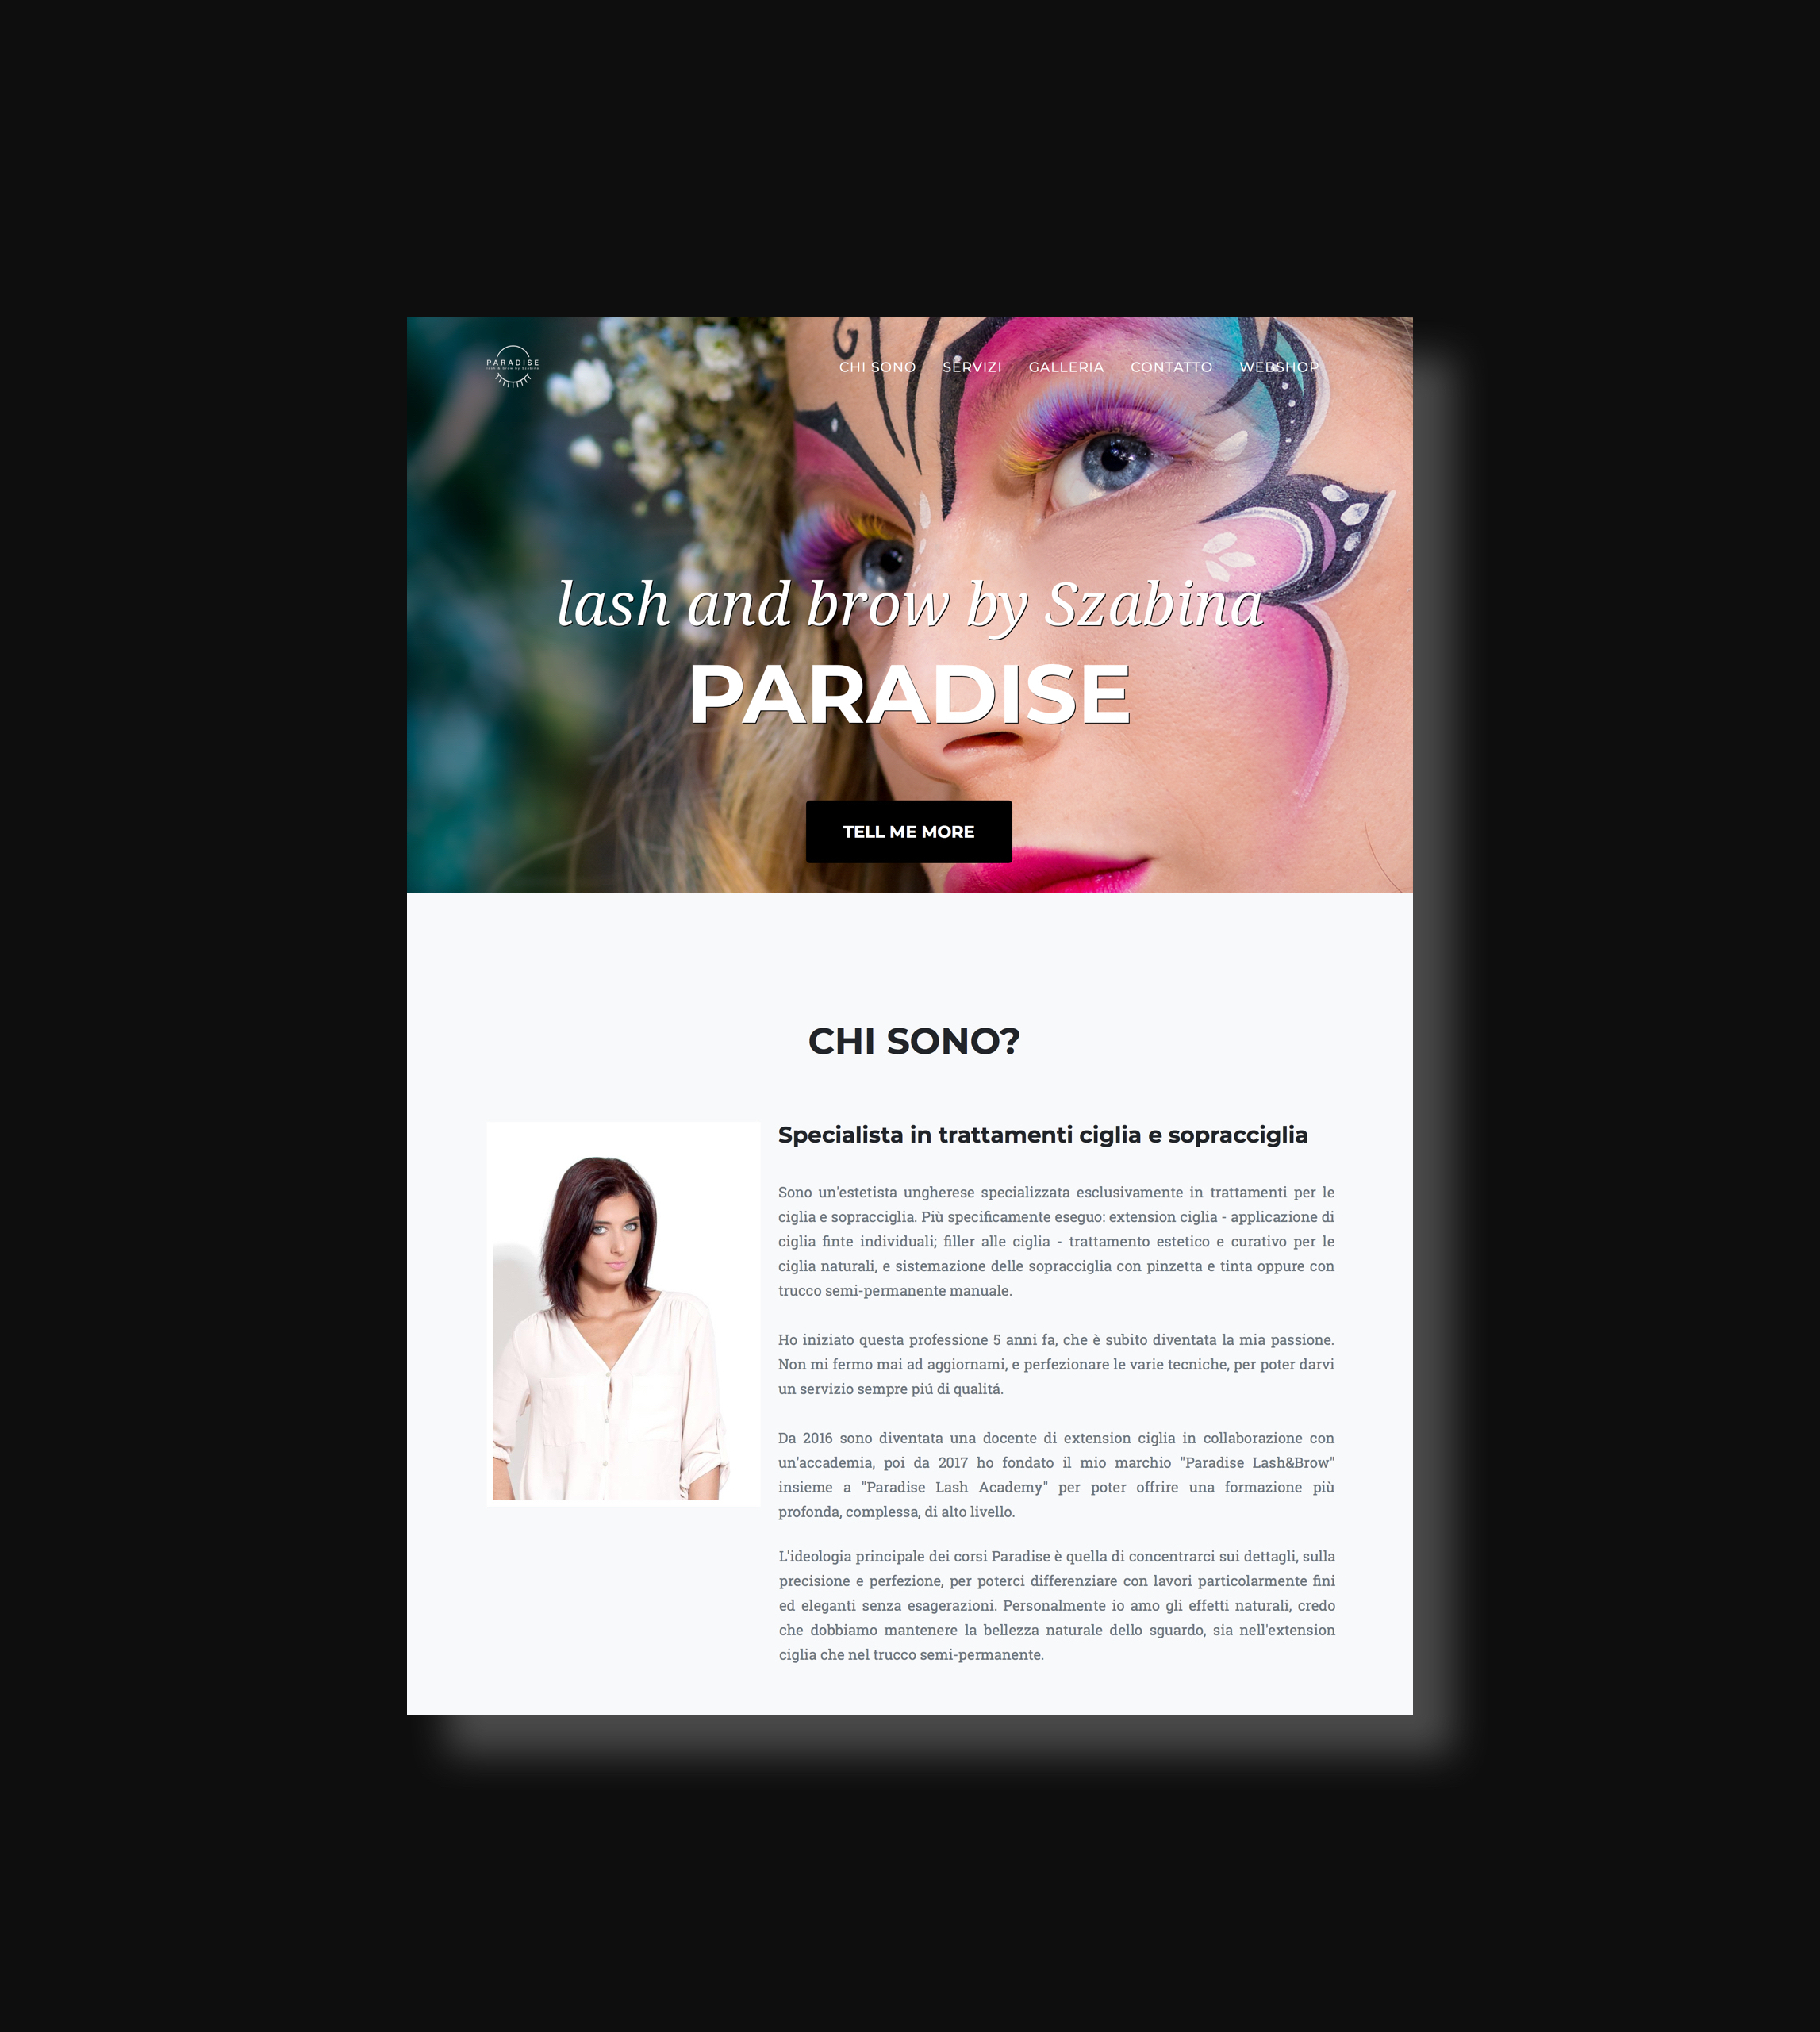 PARADISE
lash & brow by Szabina
CHI SONO SERVIZI GALLERIA CONTATTO WEBSHOP
lash and brow by Szabina
PARADISE
TELL ME MORE
CHI SONO?
Specialista in trattamenti ciglia e sopracciglia
Sono un'estetista ungherese specializzata esclusivamente in trattamenti per le
ciglia e sopracciglia. Più specificamente eseguo: extension ciglia - applicazione di
ciglia finte individuali; filler alle ciglia - trattamento estetico e curativo per le
ciglia naturali, e sistemazione delle sopracciglia con pinzetta e tinta oppure con
trucco semi-permanente manuale.
Ho iniziato questa professione 5 anni fa, che è subito diventata la mia passione.
Non mi fermo mai ad aggiornami, e perfezionare le varie tecniche, per poter darvi
un servizio sempre piú di qualitá.
Da 2016 sono diventata una docente di extension ciglia in collaborazione con
un'accademia, poi da 2017 ho fondato il mio marchio "Paradise Lash&Brow"
insieme a "Paradise Lash Academy" per poter offrire una formazione più
profonda, complessa, di alto livello.
L'ideologia principale dei corsi Paradise è quella di concentrarci sui dettagli, sulla
precisione e perfezione, per poterci differenziare con lavori particolarmente fini
ed eleganti senza esagerazioni. Personalmente io amo gli effetti naturali, credo
che dobbiamo mantenere la bellezza naturale dello sguardo, sia nell'extension
ciglia che nel trucco semi-permanente.